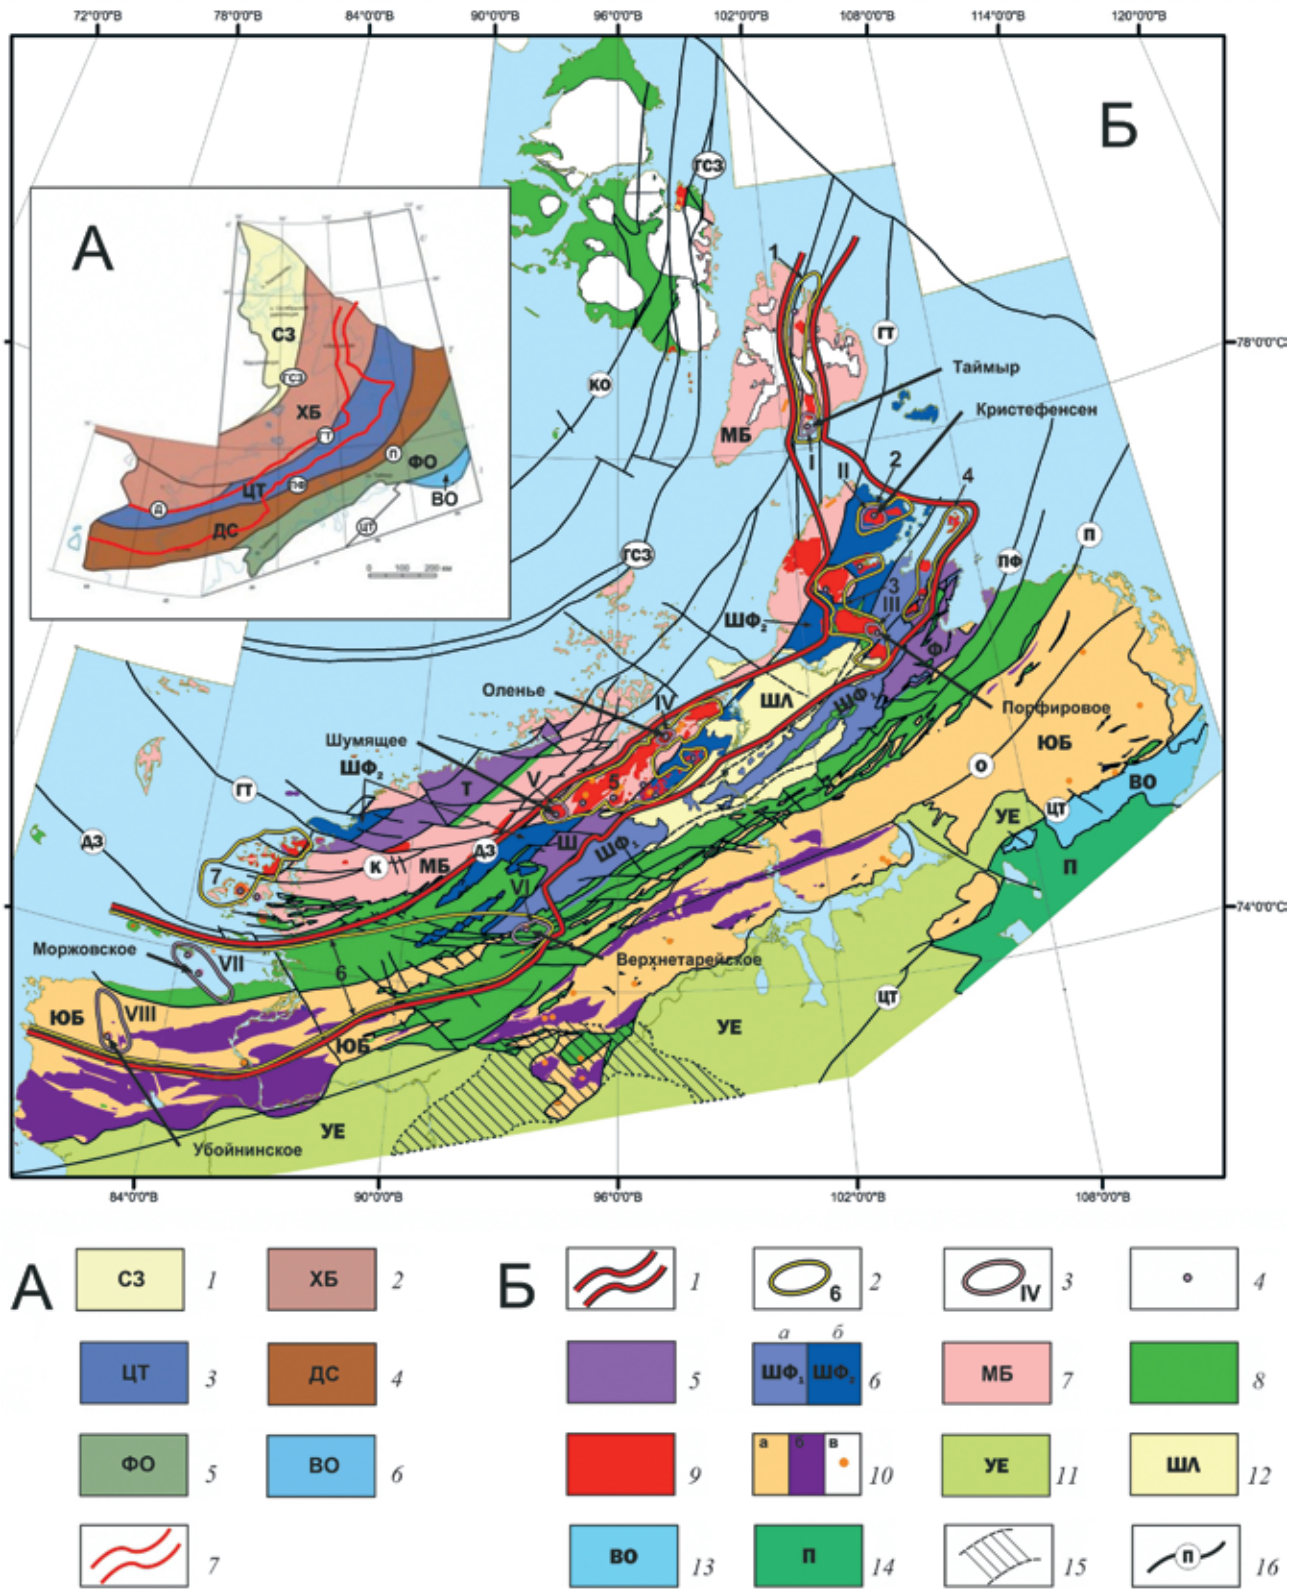 72°0'0"В 78°0'0"В 84°0'0"В 90°0'0"В 96°0'0"В 102°0'0"В 108°0'0"В 114°0'0"В 120°0'0"В
Б
А
СЗ
ГСЗ
ХБ
ГТ
П
ФО
ЦТ
ПФ
ВО
Д
ДС
ЦТ
0 100 200 км
ГСЗ
1
ГТ
78°0'0"С
КО
Таймыр
Кристефенсен
МБ
I
II
2
4
ГСЗ
П
ПФ
3
III
ШФ₂
Ф
Оленье
IV
ШЛ
ШФ₁
Порфировое
Шумящее
ЮБ
ШФ₂
V
Т
5
О
ВО
ГТ
УЕ
ЦТ
ДЗ
Ш
ШФ₁
К
МБ
ДЗ
П
7
VI
74°0'0"С
Моржовское
VII
6
Верхнетарейское
ЦТ
ЮБ
VIII
УЕ
ЮБ
УЕ
Убойнинское
84°0'0"В 90°0'0"В 96°0'0"В 102°0'0"В 108°0'0"В
А
СЗ 1
ХБ 2
ЦТ 3
ДС 4
ФО 5
ВО 6
7
Б
1
6 2
IV 3
4
5
а б
ШФ₁ ШФ₂ 6
МБ 7
8
9
а б в 10
УЕ 11
ШЛ 12
ВО 13
П 14
15
П 16